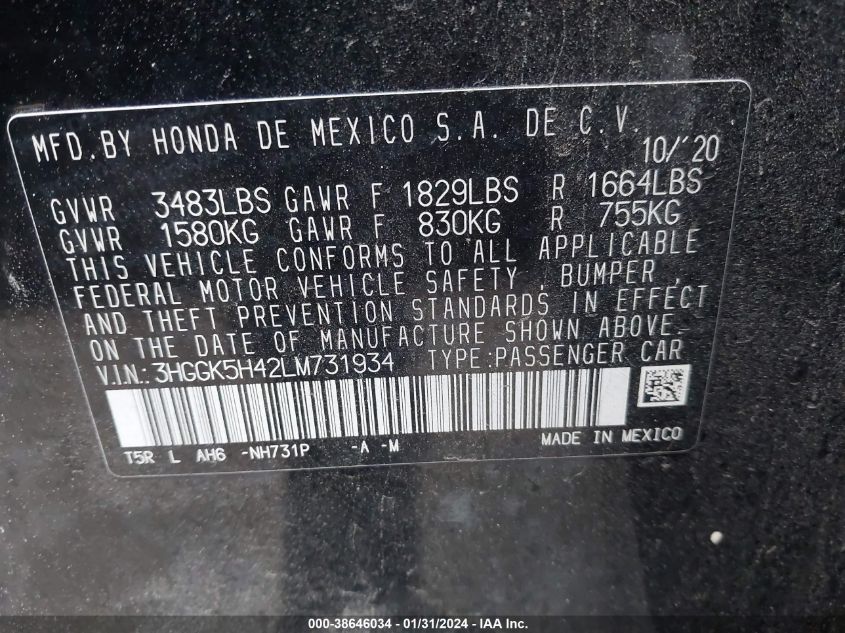 MFD. BY HONDA DE MEXICO S.A. DE C.V.
10/'20
GVWR 3483LBS GAWR F 1829LBS R 1664LBS
GVWR 1580KG GAWR F 830KG R 755KG
THIS VEHICLE CONFORMS TO ALL APPLICABLE
FEDERAL MOTOR VEHICLE SAFETY , BUMPER ,
AND THEFT PREVENTION STANDARDS IN EFFECT
ON THE DATE OF MANUFACTURE SHOWN ABOVE.
V.I.N.: 3HGGK5H42LM731934 TYPE:PASSENGER CAR
T5R L AH6 -NH731P -A -M MADE IN MEXICO
000-38646034 - 01/31/2024 - IAA Inc.